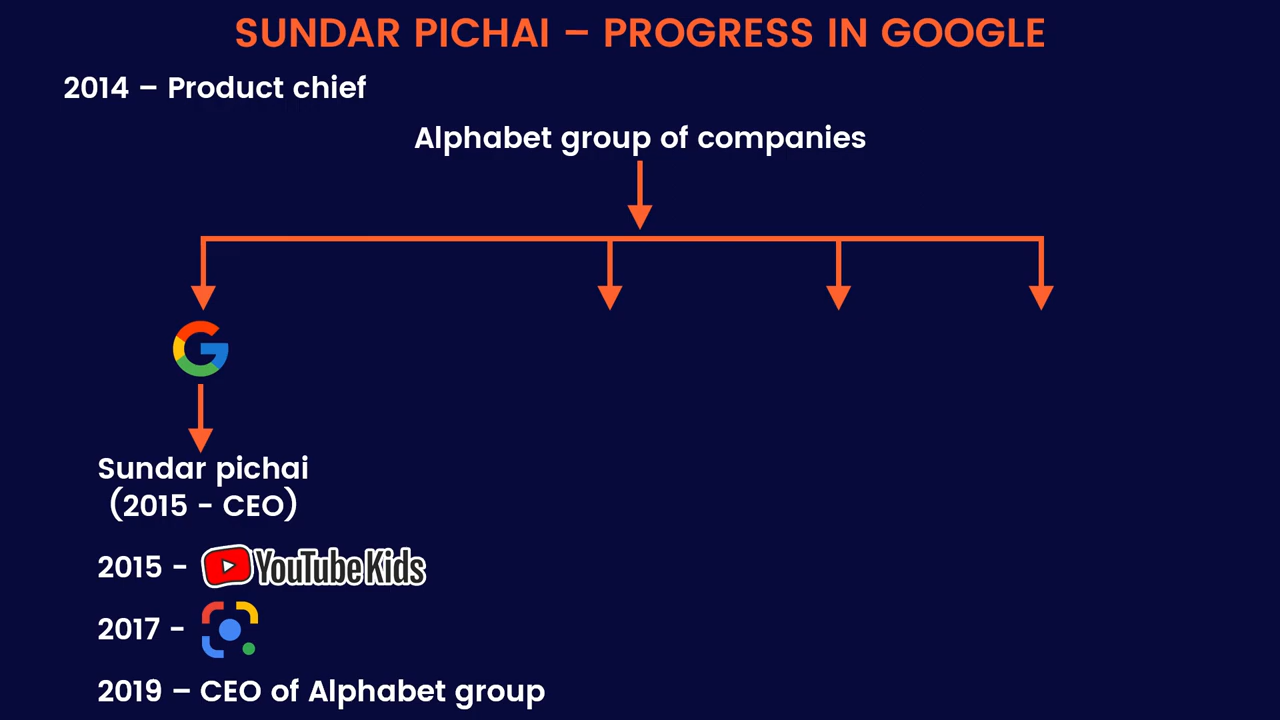 SUNDAR PICHAI – PROGRESS IN GOOGLE
2014 – Product chief
Alphabet group of companies
G
Sundar pichai
(2015 - CEO)
2015 - YouTube Kids
2017 -
2019 – CEO of Alphabet group